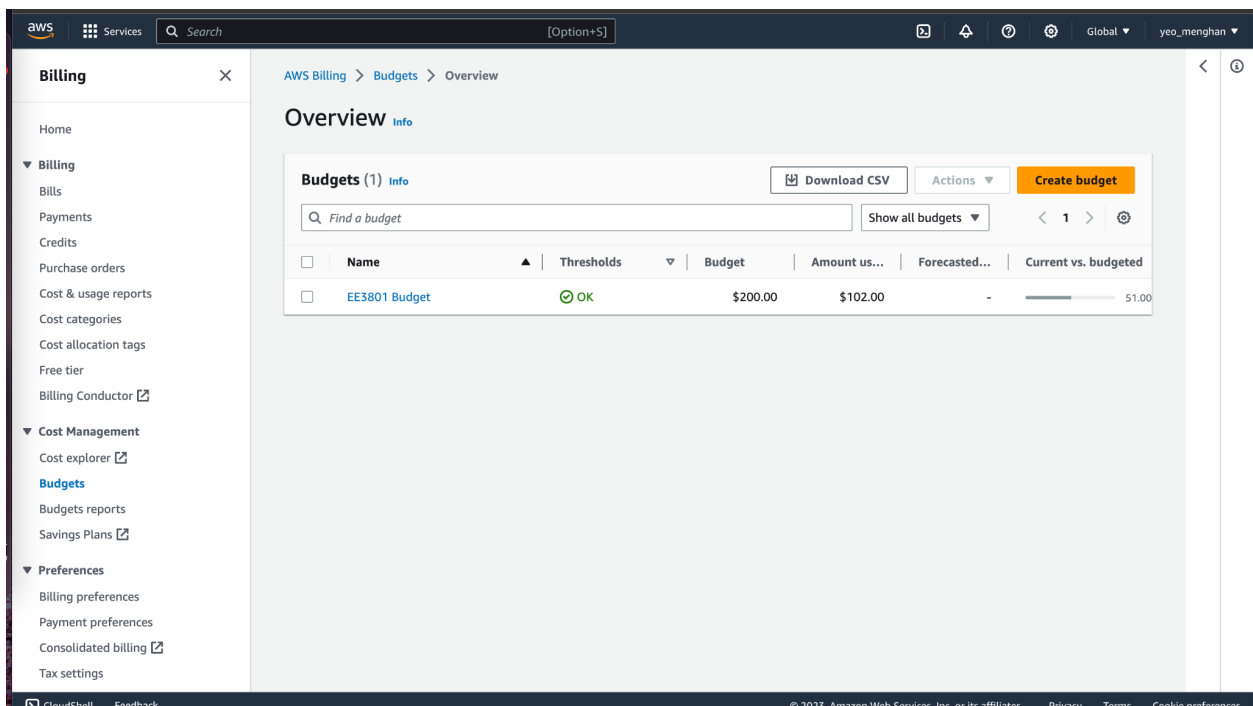 aws
Services
Search
[Option+S]
Global
yeo_menghan
Billing
Home
Billing
Bills
Payments
Credits
Purchase orders
Cost & usage reports
Cost categories
Cost allocation tags
Free tier
Billing Conductor
Cost Management
Cost explorer
Budgets
Budgets reports
Savings Plans
Preferences
Billing preferences
Payment preferences
Consolidated billing
Tax settings
AWS Billing > Budgets > Overview
Overview Info
Budgets (1) Info
Download CSV
Actions
Create budget
Find a budget
Show all budgets
1
Name Thresholds Budget Amount us... Forecasted... Current vs. budgeted
EE3801 Budget OK $200.00 $102.00 - 51.00
CloudShell Feedback © 2023, Amazon Web Services, Inc. or its affiliates. Privacy Terms Cookie preferences